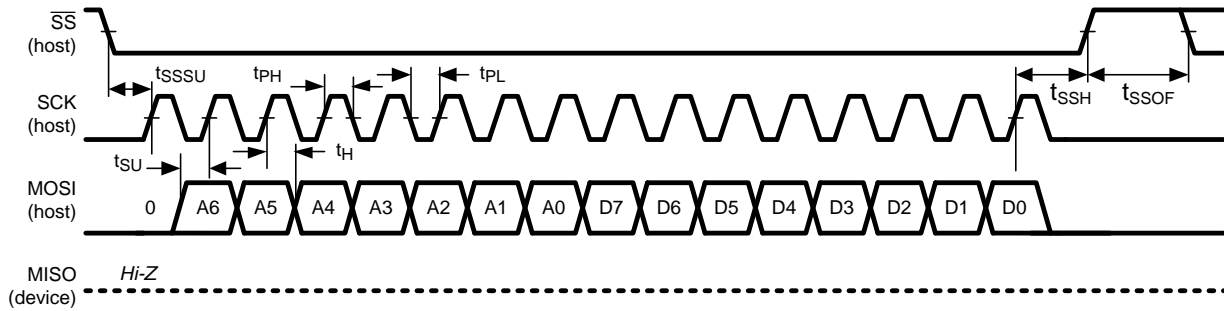 SS
(host)
tSSSU
tPH
tPL
tSSH
tSSOF
SCK
(host)
tSU
tH
MOSI
(host)
0 A6 A5 A4 A3 A2 A1 A0 D7 D6 D5 D4 D3 D2 D1 D0
MISO
(device)
Hi-Z